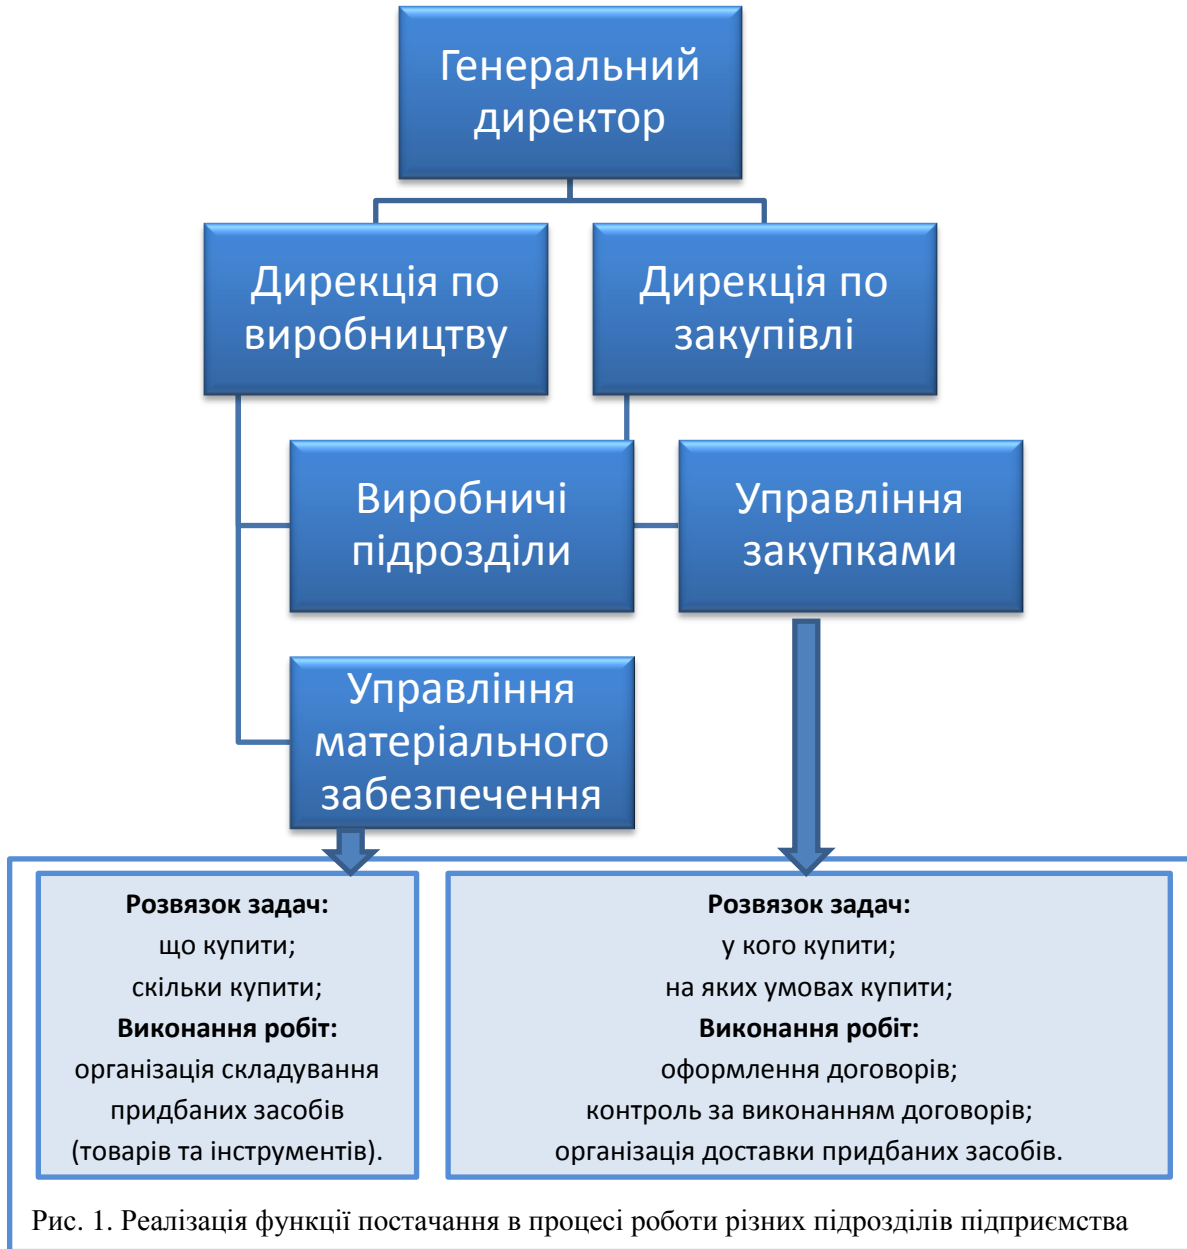 Генеральний
директор
Дирекція по
виробництву
Дирекція по
закупівлі
Виробничі
підрозділи
Управління
закупками
Управління
матеріального
забезпечення
Розвязок задач:
що купити;
скільки купити;
Виконання робіт:
організація складування
придбаних засобів
(товарів та інструментів).
Розвязок задач:
у кого купити;
на яких умовах купити;
Виконання робіт:
оформлення договорів;
контроль за виконанням договорів;
організація доставки придбаних засобів.
Рис. 1. Реалізація функції постачання в процесі роботи різних підрозділів підприємства